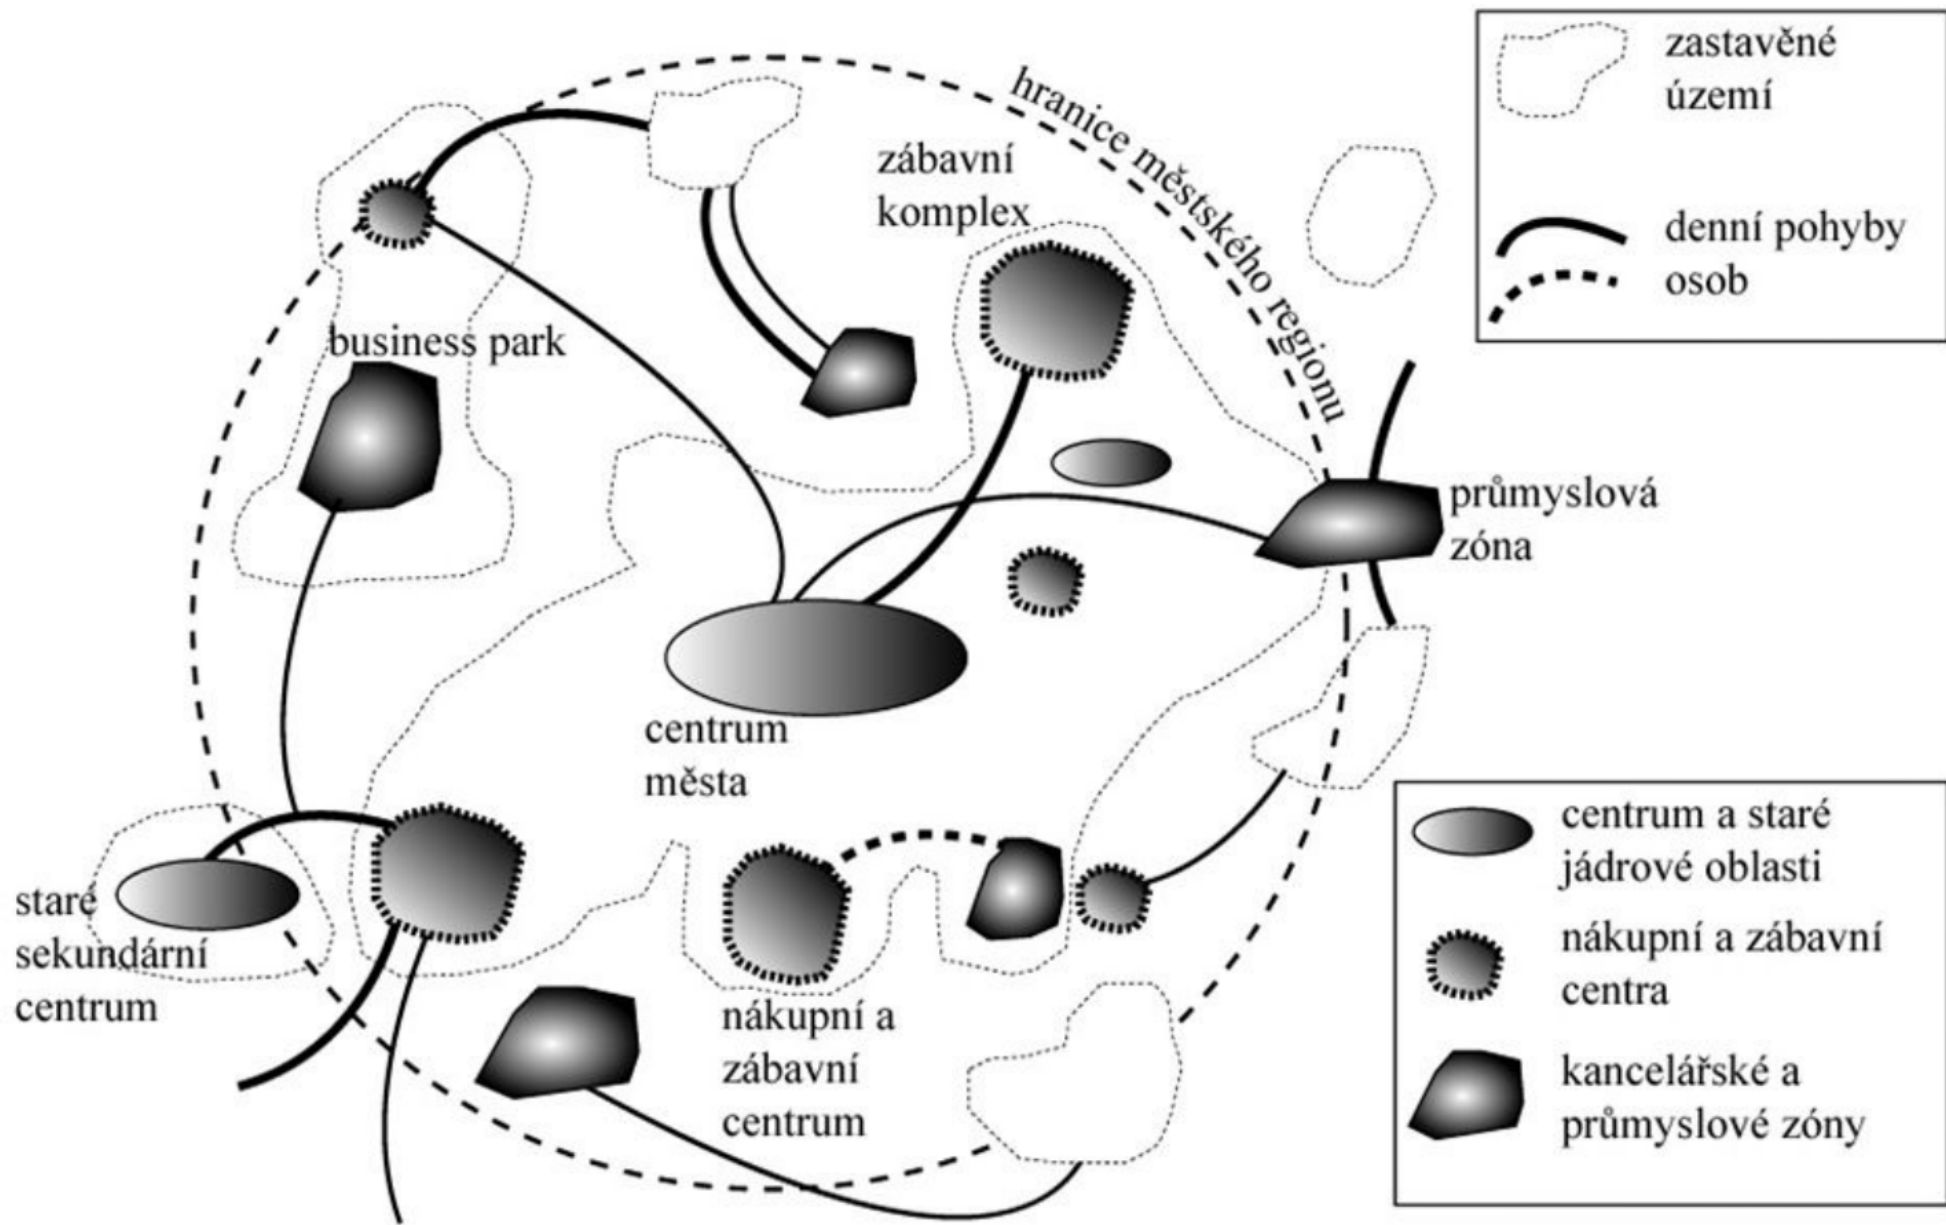 hranice městského regionu
zastavěné
území
denní pohyby
osob
zábavní
komplex
business park
průmyslová
zóna
centrum
města
staré
sekundární
centrum
nákupní a
zábavní
centrum
centrum a staré
jádrové oblasti
nákupní a zábavní
centra
kancelářské a
průmyslové zóny